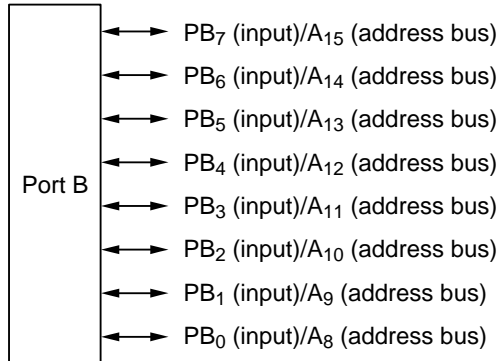 PB₇ (input)/A₁₅ (address bus)
PB₆ (input)/A₁₄ (address bus)
PB₅ (input)/A₁₃ (address bus)
PB₄ (input)/A₁₂ (address bus)
Port B
PB₃ (input)/A₁₁ (address bus)
PB₂ (input)/A₁₀ (address bus)
PB₁ (input)/A₉ (address bus)
PB₀ (input)/A₈ (address bus)